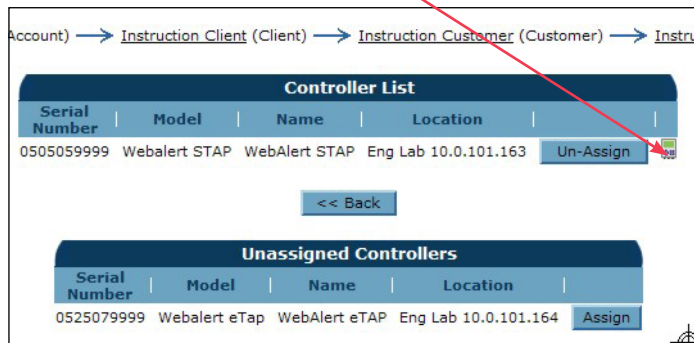 Account) Instruction Client (Client) Instruction Customer (Customer) Instru
Controller List
Serial Number Model Name Location
0505059999 Webalert STAP WebAlert STAP Eng Lab 10.0.101.163 Un-Assign
<< Back
Unassigned Controllers
Serial Number Model Name Location
0525079999 Webalert eTap WebAlert eTAP Eng Lab 10.0.101.164 Assign